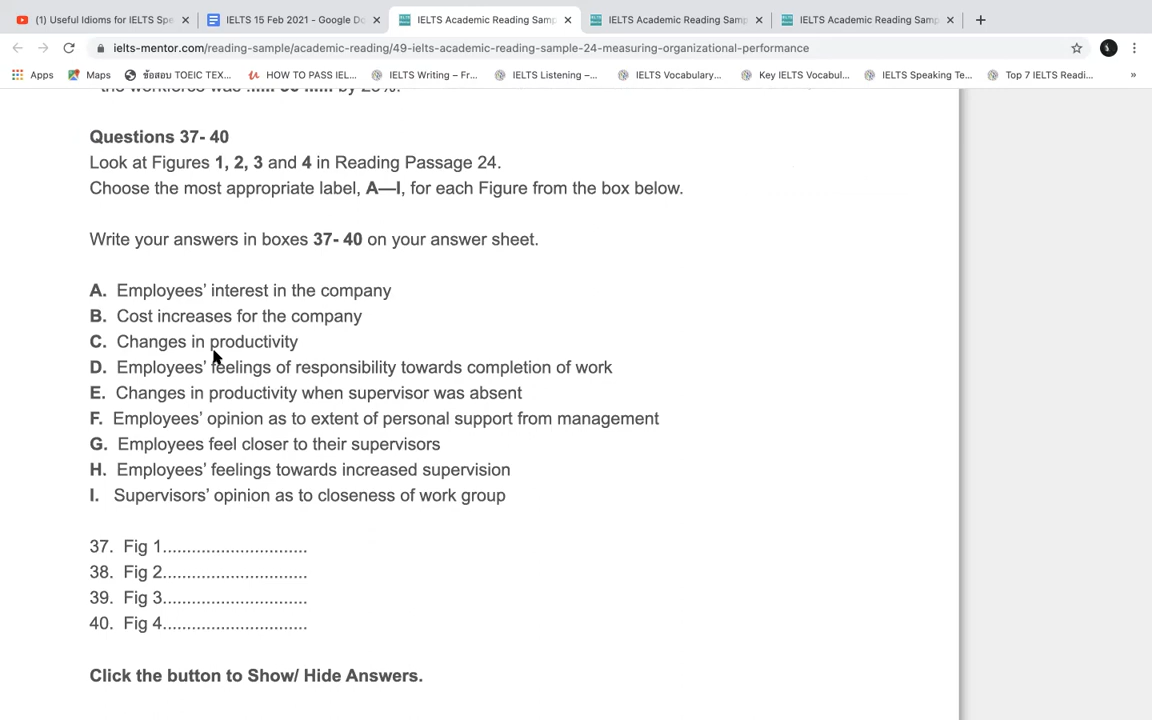 (1) Useful Idioms for IELTS Spe
IELTS 15 Feb 2021 - Google Do
IELTS Academic Reading Samp
IELTS Academic Reading Samp
IELTS Academic Reading Samp
ielts-mentor.com/reading-sample/academic-reading/49-ielts-academic-reading-sample-24-measuring-organizational-performance
Apps
Maps
ข้อสอบ TOEIC TEX...
HOW TO PASS IEL...
IELTS Writing – Fr...
IELTS Listening –...
IELTS Vocabulary...
Key IELTS Vocabul...
IELTS Speaking Te...
Top 7 IELTS Readi...
»
Questions 37- 40
Look at Figures 1, 2, 3 and 4 in Reading Passage 24.
Choose the most appropriate label, A—I, for each Figure from the box below.
Write your answers in boxes 37- 40 on your answer sheet.
A. Employees' interest in the company
B. Cost increases for the company
C. Changes in productivity
D. Employees' feelings of responsibility towards completion of work
E. Changes in productivity when supervisor was absent
F. Employees' opinion as to extent of personal support from management
G. Employees feel closer to their supervisors
H. Employees' feelings towards increased supervision
I. Supervisors' opinion as to closeness of work group
37. Fig 1..............................
38. Fig 2..............................
39. Fig 3..............................
40. Fig 4..............................
Click the button to Show/ Hide Answers.